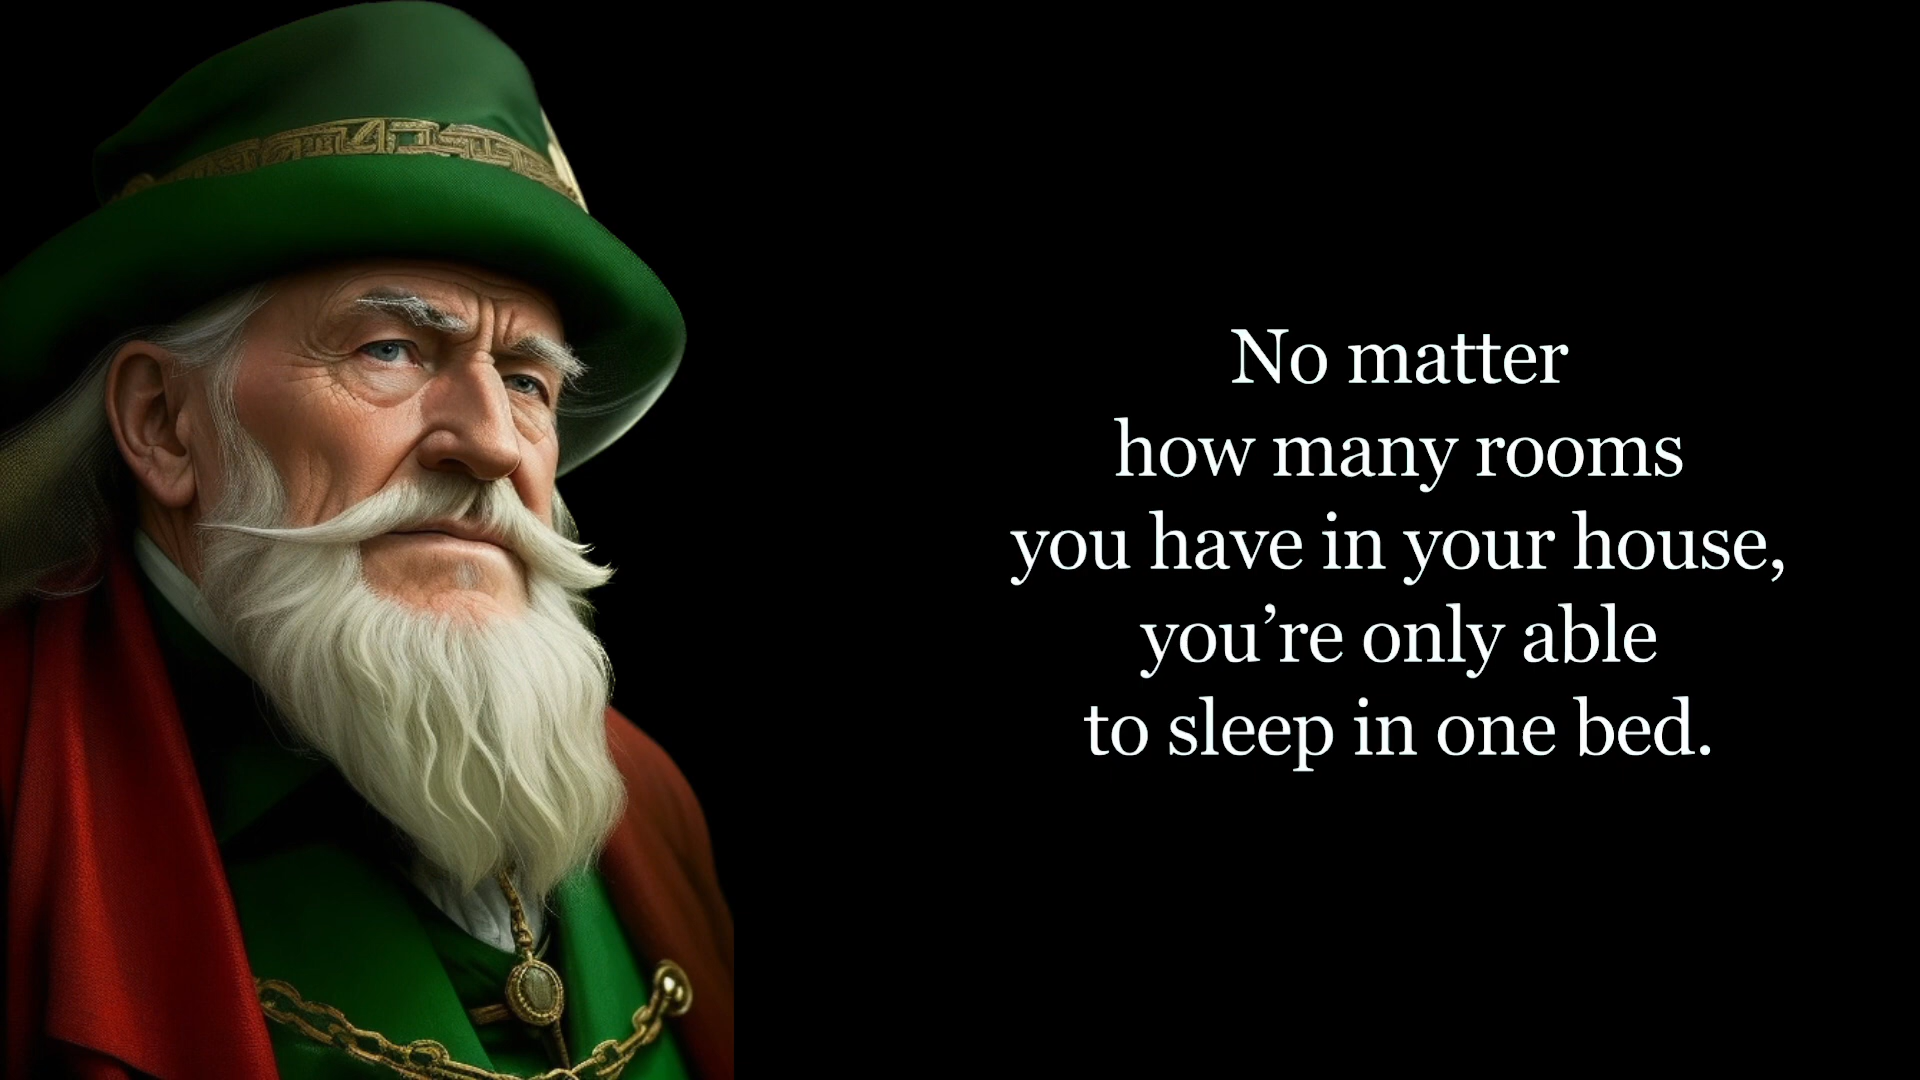 No matter
how many rooms
you have in your house,
you’re only able
to sleep in one bed.